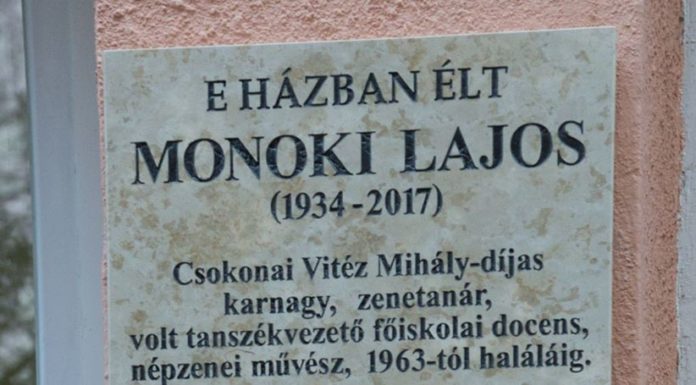 E HÁZBAN ÉLT
MONOKI LAJOS
(1934-2017)
Csokonai Vitéz Mihály-díjas
karnagy, zenetanár,
volt tanszékvezető főiskolai docens,
népzenei művész, 1963-tól haláláig.